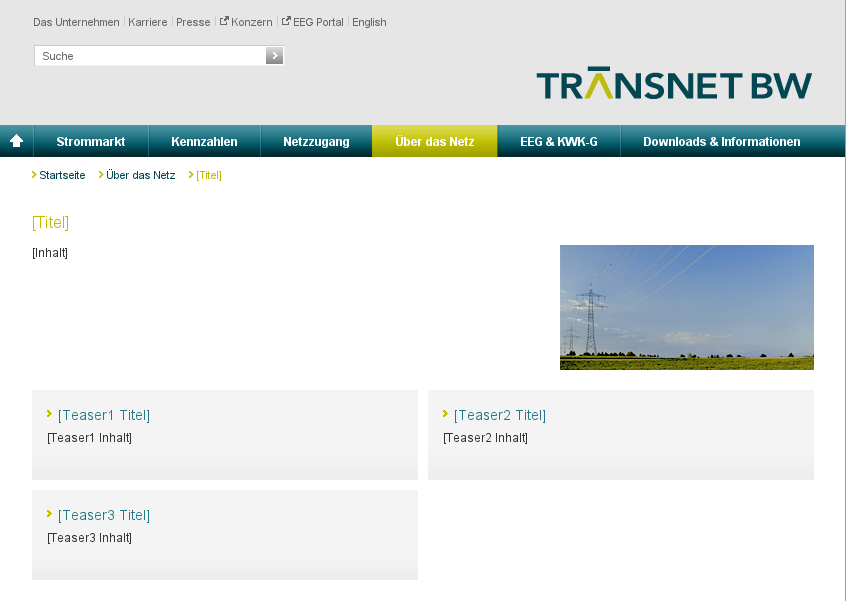 Das Unternehmen Karriere Presse Konzern EEG Portal English
Suche
TRANSNET BW
Strommarkt Kennzahlen Netzzugang Über das Netz EEG & KWK-G Downloads & Informationen
Startseite Über das Netz [Titel]
[Titel]
[Inhalt]
[Teaser1 Titel]
[Teaser1 Inhalt]
[Teaser2 Titel]
[Teaser2 Inhalt]
[Teaser3 Titel]
[Teaser3 Inhalt]